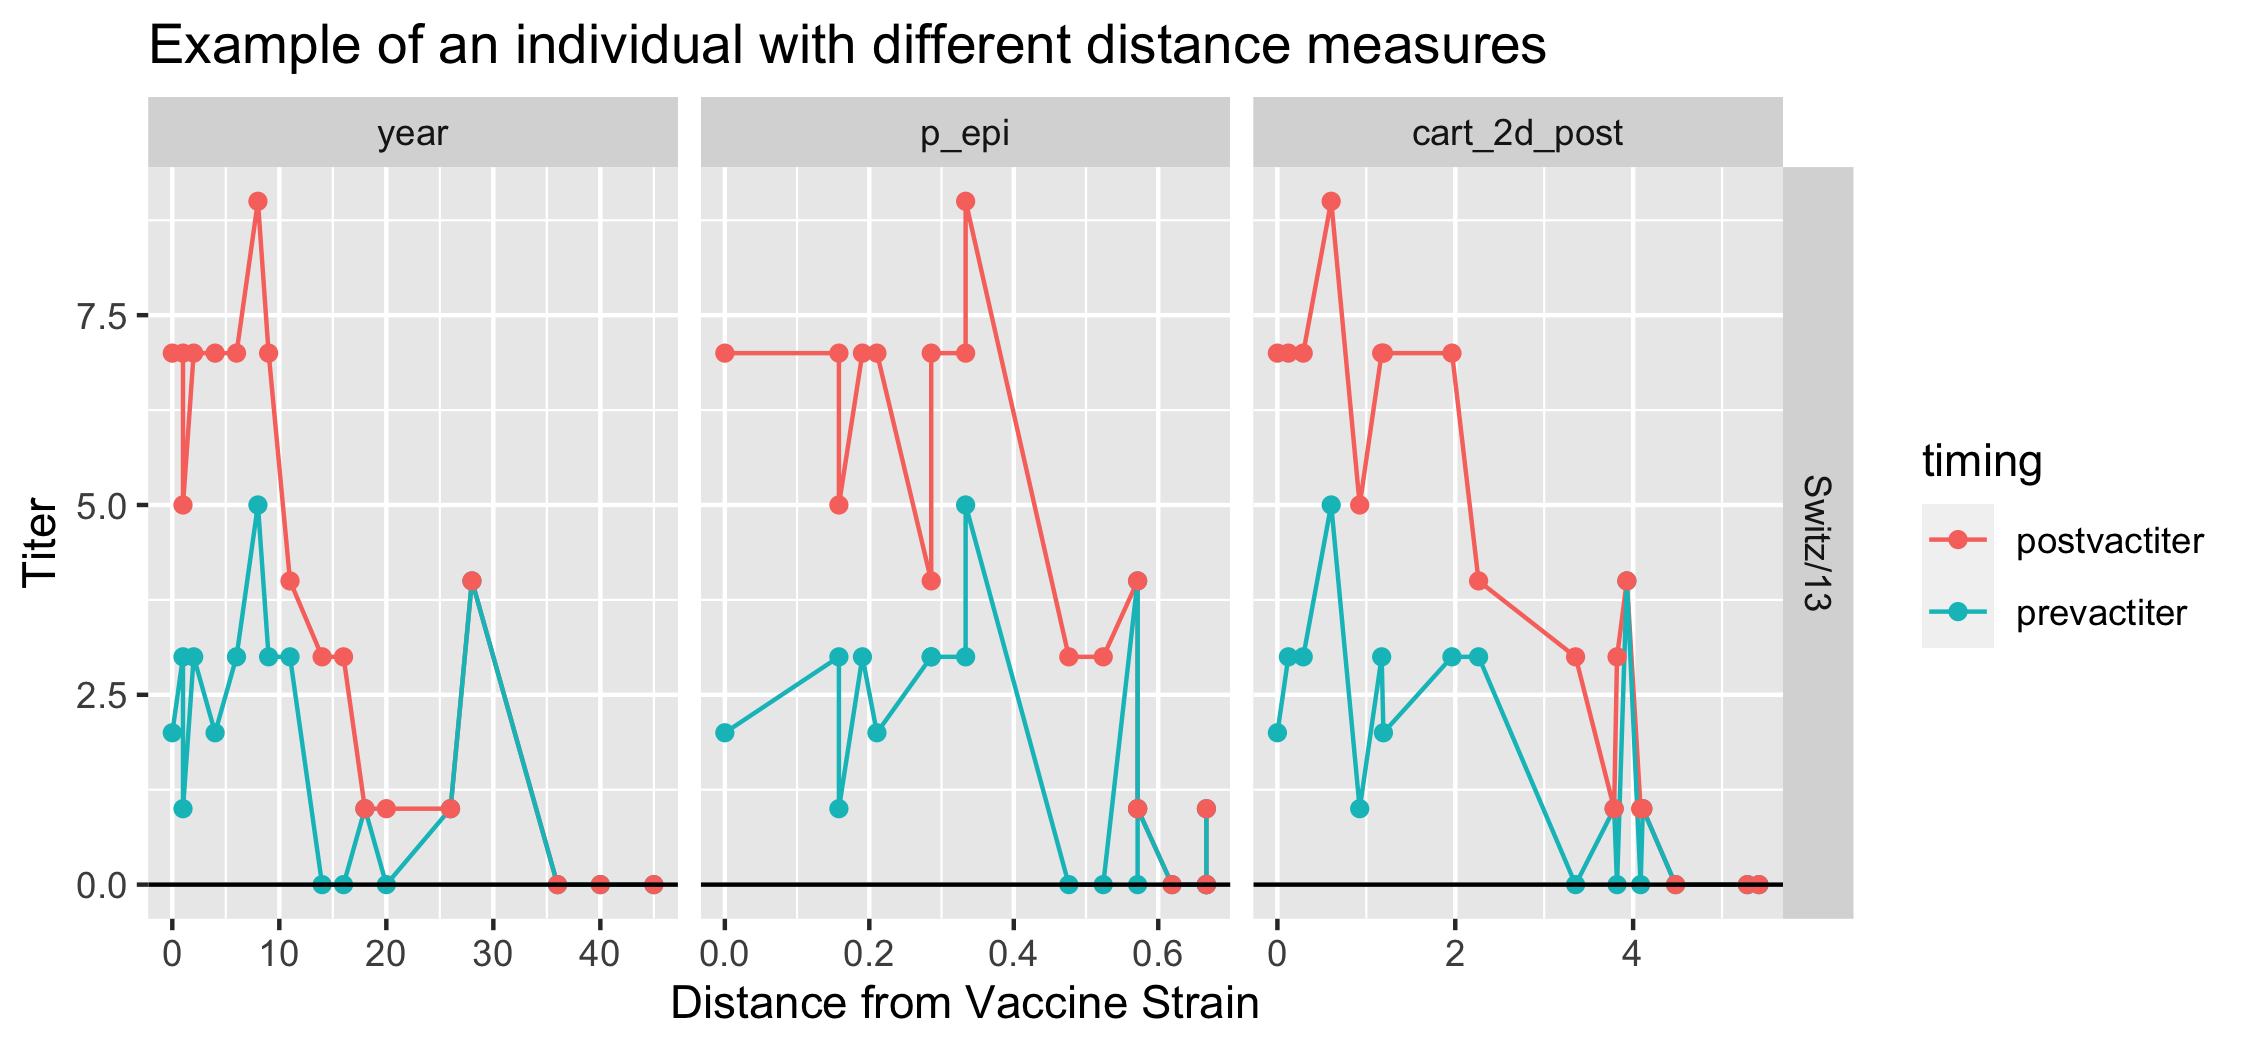 Example of an individual with different distance measures
year
p_epi
cart_2d_post
Titer
7.5
5.0
2.5
0.0
Switz/13
0 10 20 30 40
0.0 0.2 0.4 0.6
0 2 4
Distance from Vaccine Strain
timing
postvactiter
prevactiter